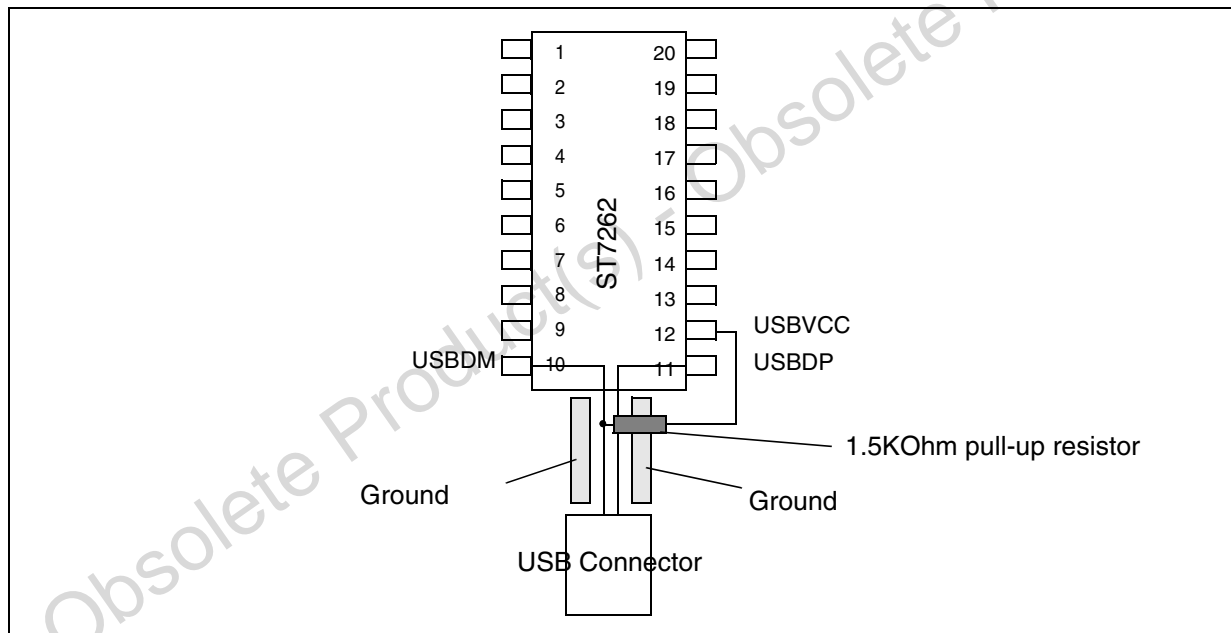 1
2
3
4
5
6
7
8
9
10
20
19
18
17
16
15
14
13
12
11
ST7262
USBVCC
USBDM
USBDP
1.5KOhm pull-up resistor
Ground
Ground
USB Connector
Obsolete Product(s) - Obsolete